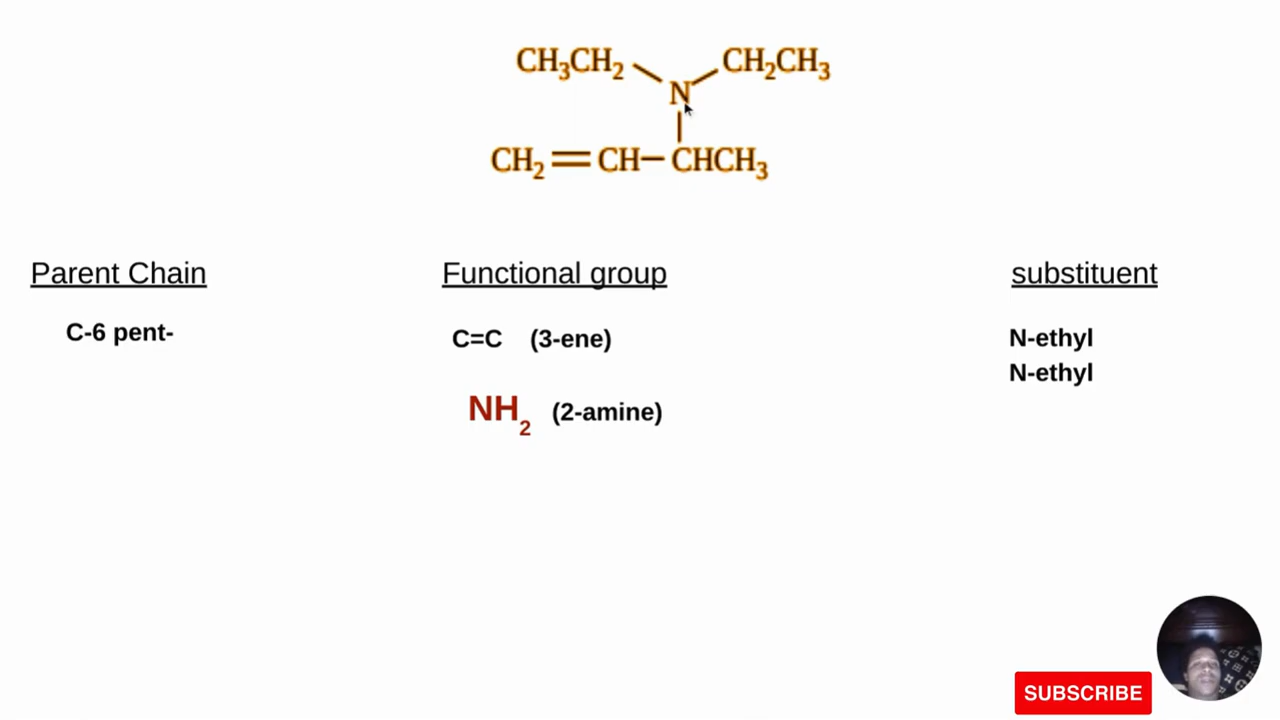 CH₃CH₂ CH₂CH₃
N
CH₂=CH-CHCH₃
Parent Chain Functional group substituent
C-6 pent- C=C (3-ene) N-ethyl
N-ethyl
NH₂ (2-amine)
SUBSCRIBE